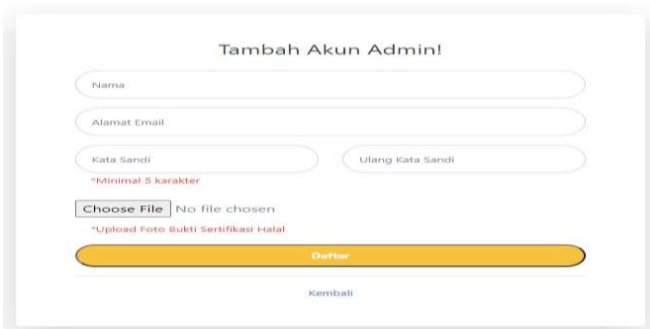 Tambah Akun Admin!
Nama
Alamat Email
Kata Sandi Ulang Kata Sandi
*Minimal 5 karakter
Choose File No file chosen
*Upload Foto Bukti Sertifikasi Halal
Daftar
Kembali